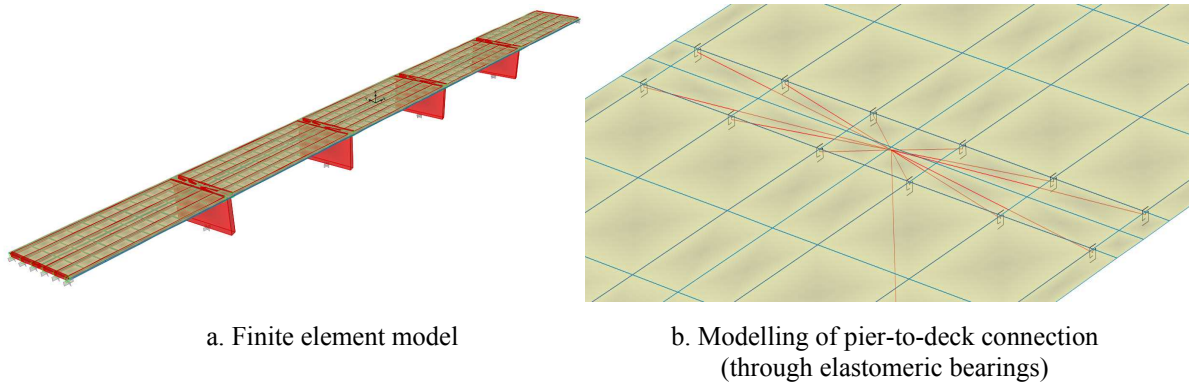 a. Finite element model
b. Modelling of pier-to-deck connection
(through elastomeric bearings)